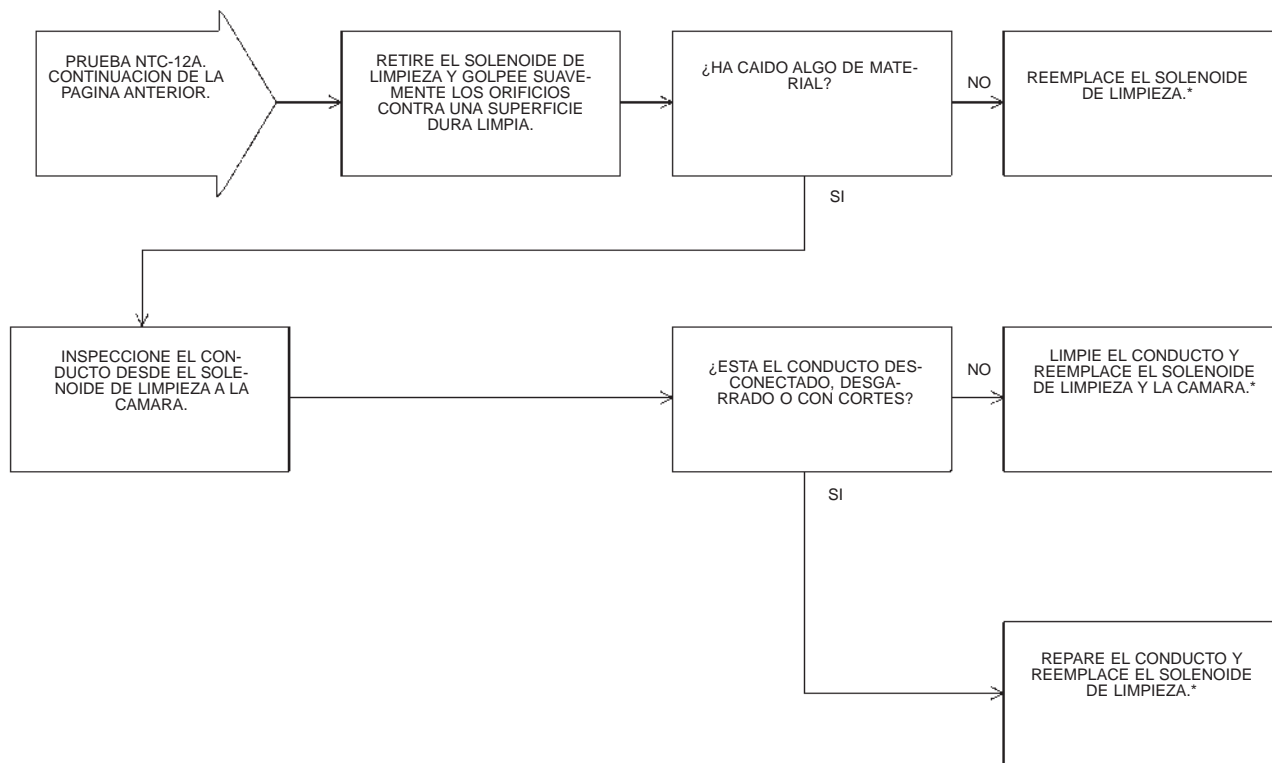 PRUEBA NTC-12A.
CONTINUACION DE LA
PAGINA ANTERIOR.
RETIRE EL SOLENOIDE DE
LIMPIEZA Y GOLPEE SUAVE-
MENTE LOS ORIFICIOS
CONTRA UNA SUPERFICIE
DURA LIMPIA.
¿HA CAIDO ALGO DE MATE-
RIAL?
NO
REEMPLACE EL SOLENOIDE
DE LIMPIEZA.*
SI
INSPECCIONE EL CON-
DUCTO DESDE EL SOLE-
NOIDE DE LIMPIEZA A LA
CAMARA.
¿ESTA EL CONDUCTO DES-
CONECTADO, DESGA-
RRADO O CON CORTES?
NO
LIMPIE EL CONDUCTO Y
REEMPLACE EL SOLENOIDE
DE LIMPIEZA Y LA CAMARA.*
SI
REPARE EL CONDUCTO Y
REEMPLACE EL SOLENOIDE
DE LIMPIEZA.*